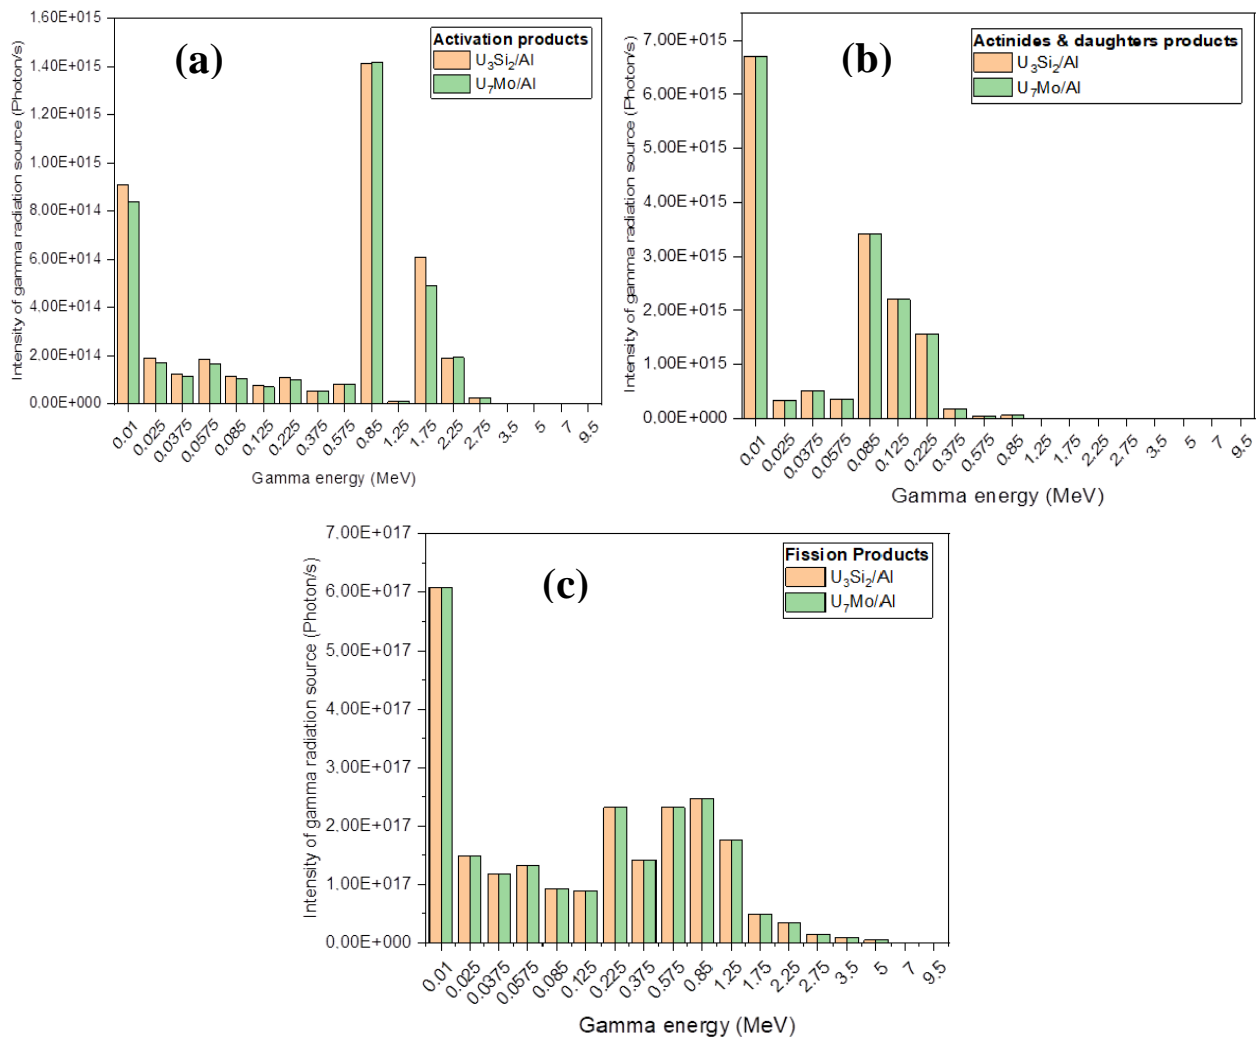 (a)
Activation products
U3Si2/Al
U7Mo/Al
Intensity of gamma radiation source (Photon/s)
1.60E+015
1.40E+015
1.20E+015
1.00E+015
8.00E+014
6.00E+014
4.00E+014
2.00E+014
0.00E+000
0.01 0.025 0.0375 0.0575 0.085 0.125 0.225 0.375 0.575 0.85 1.25 1.75 2.25 2.75 3.5 5 7 9.5
Gamma energy (MeV)
(b)
Actinides & daughters products
U3Si2/Al
U7Mo/Al
Intensity of gamma radiation source (Photon/s)
7.00E+015
6.00E+015
5.00E+015
4.00E+015
3.00E+015
2.00E+015
1.00E+015
0.00E+000
0.01 0.025 0.0375 0.0575 0.085 0.125 0.225 0.375 0.575 0.85 1.25 1.75 2.25 2.75 3.5 5 7 9.5
Gamma energy (MeV)
(c)
Fission Products
U3Si2/Al
U7Mo/Al
Intensity of gamma radiation source (Photon/s)
7.00E+017
6.00E+017
5.00E+017
4.00E+017
3.00E+017
2.00E+017
1.00E+017
0.00E+000
0.01 0.025 0.0375 0.0575 0.085 0.125 0.225 0.375 0.575 0.85 1.25 1.75 2.25 2.75 3.5 5 7 9.5
Gamma energy (MeV)